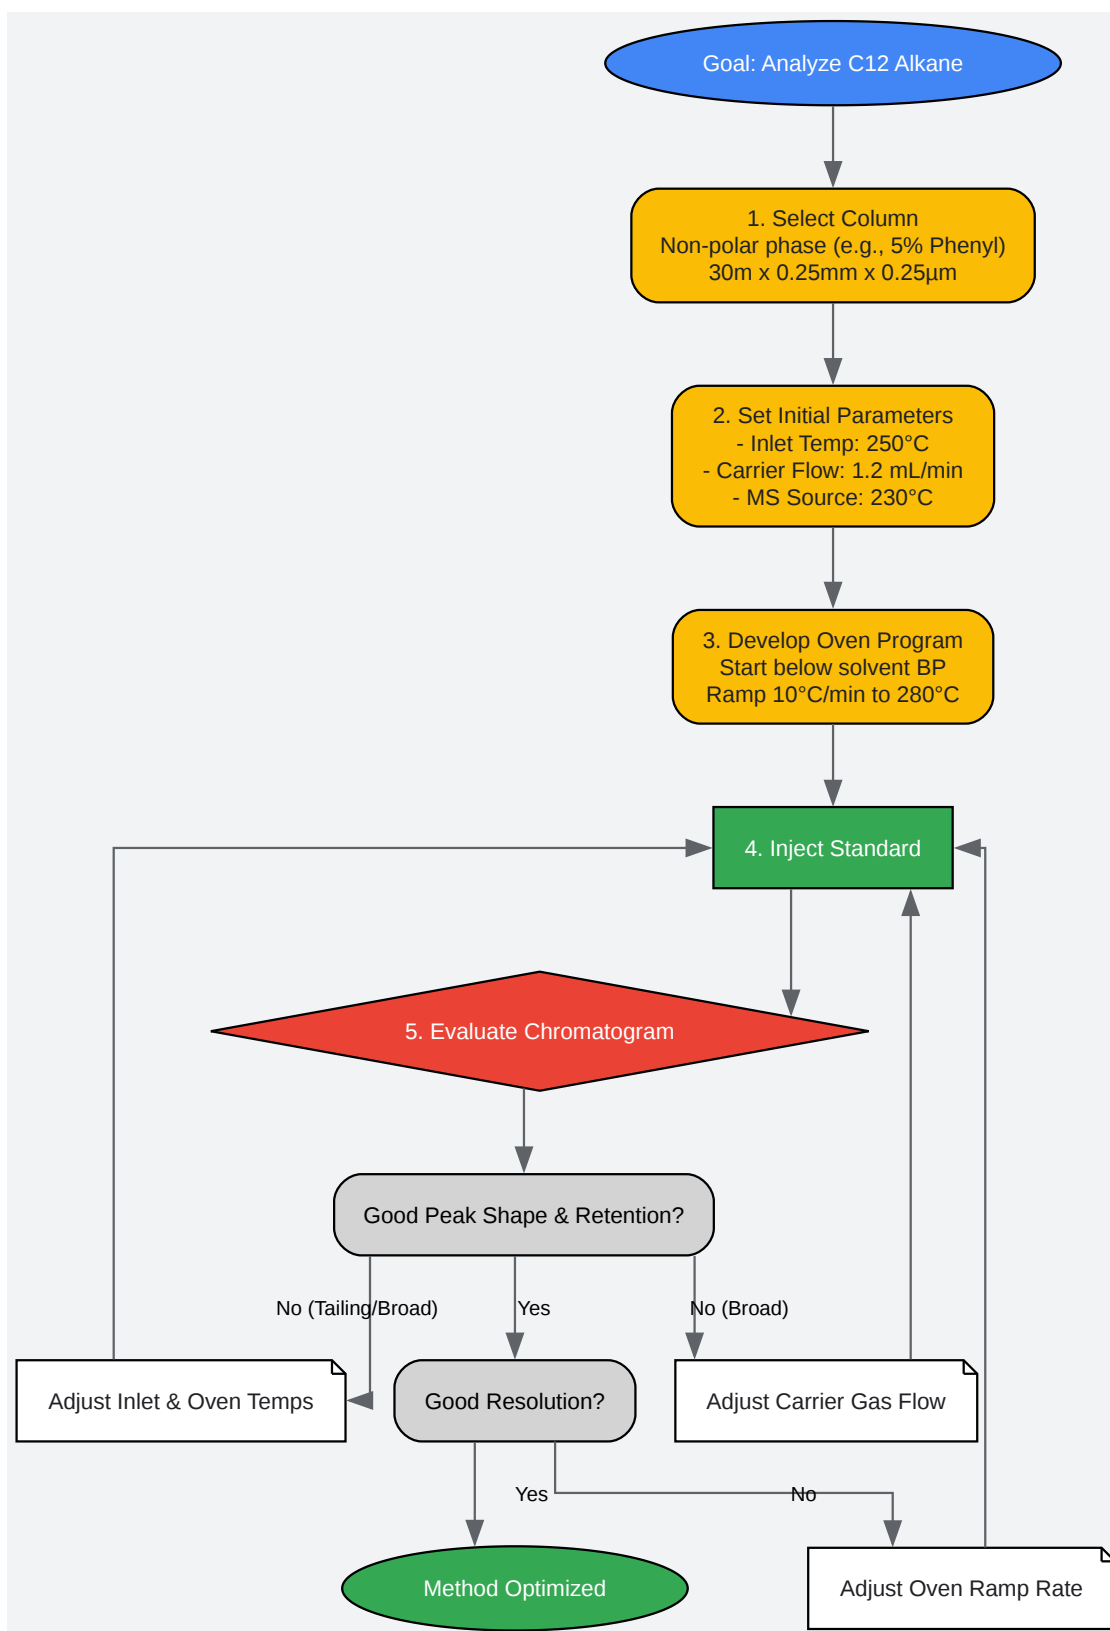 Goal: Analyze C12 Alkane
1. Select Column
Non-polar phase (e.g., 5% Phenyl)
30m x 0.25mm x 0.25µm
2. Set Initial Parameters
- Inlet Temp: 250°C
- Carrier Flow: 1.2 mL/min
- MS Source: 230°C
3. Develop Oven Program
Start below solvent BP
Ramp 10°C/min to 280°C
4. Inject Standard
5. Evaluate Chromatogram
Good Peak Shape & Retention?
No (Tailing/Broad)
Yes
No (Broad)
Adjust Inlet & Oven Temps
Good Resolution?
Adjust Carrier Gas Flow
Yes
No
Method Optimized
Adjust Oven Ramp Rate